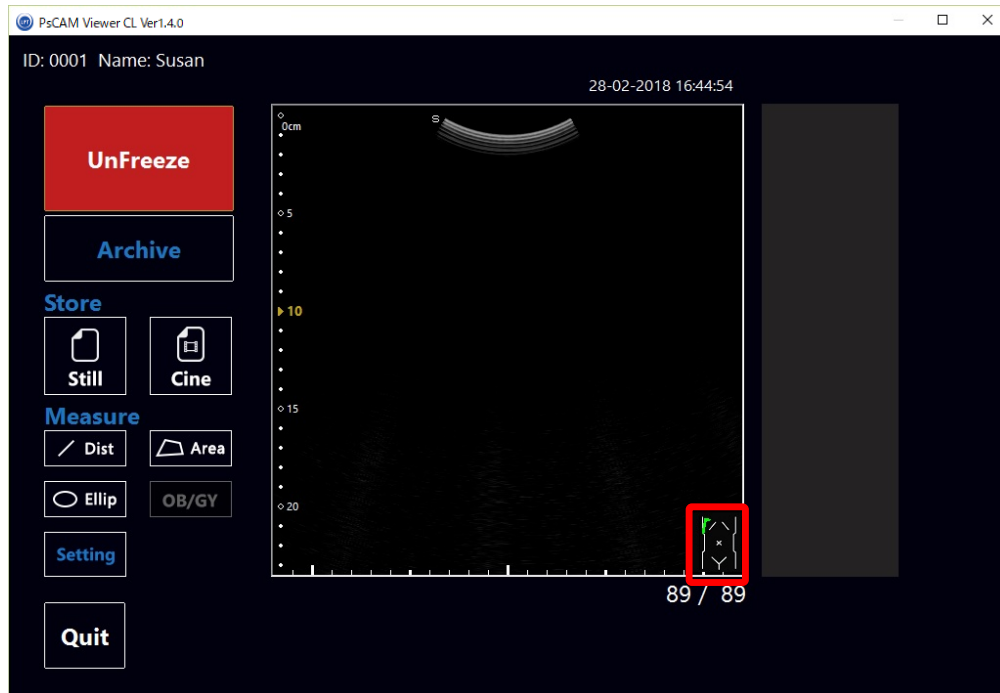 PsCAM Viewer CL Ver1.4.0
ID: 0001 Name: Susan
28-02-2018 16:44:54
UnFreeze
Archive
Store
Still
Cine
Measure
Dist
Area
Ellip
OB/GY
Setting
Quit
S
0cm
5
10
15
20
89 / 89